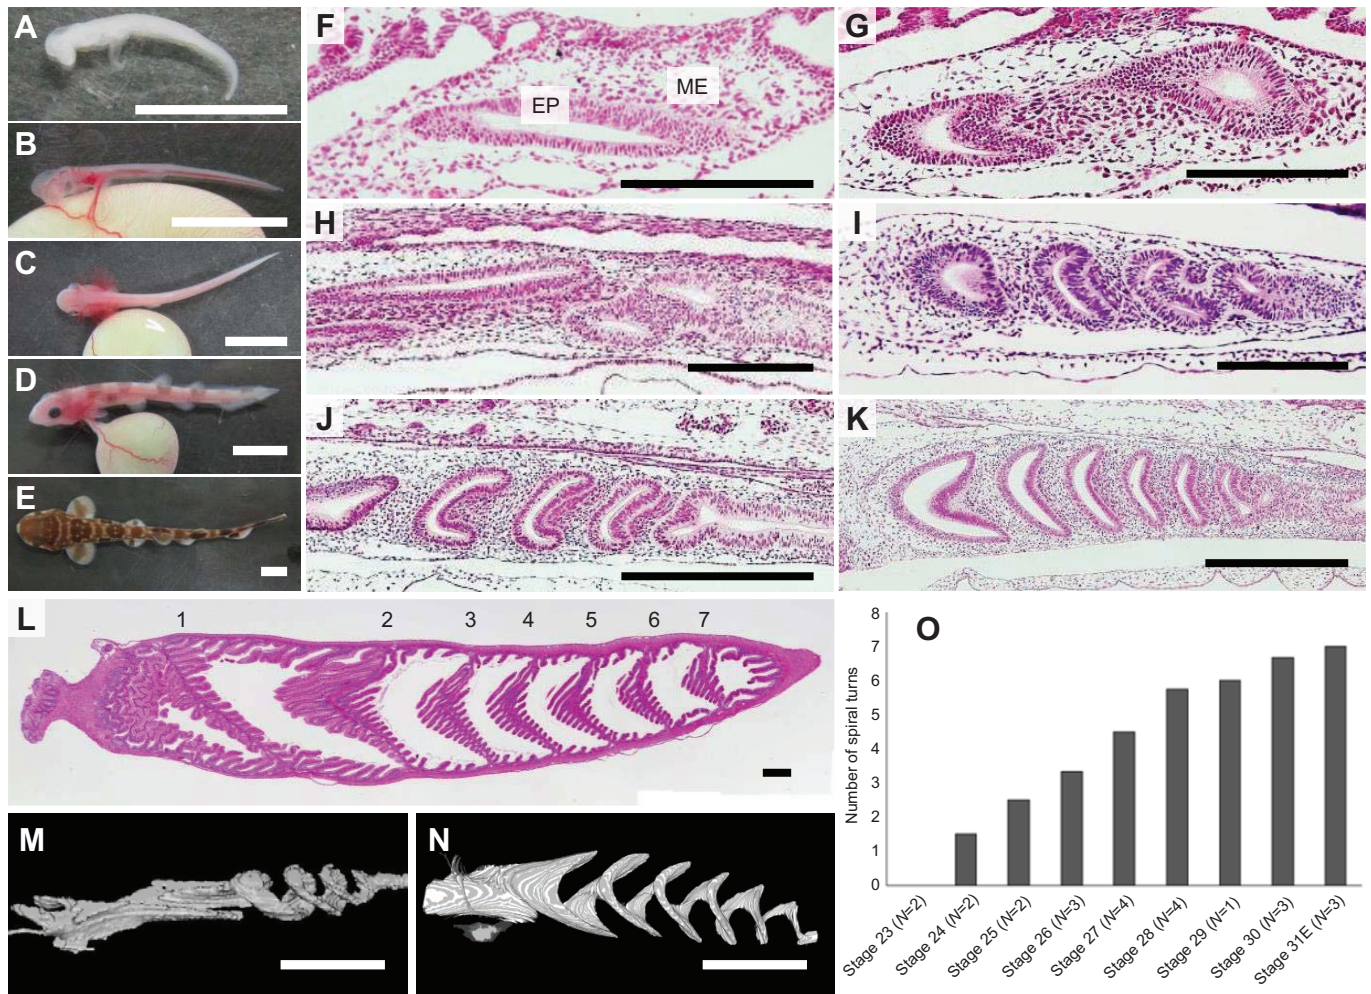 A
B
C
D
E
F
EP
ME
G
H
I
J
K
L
1 2 3 4 5 6 7
M
N
O
Number of spiral turns
8
7
6
5
4
3
2
1
0
Stage 23 (N=2)
Stage 24 (N=2)
Stage 25 (N=2)
Stage 26 (N=3)
Stage 27 (N=4)
Stage 28 (N=4)
Stage 29 (N=1)
Stage 30 (N=3)
Stage 31E (N=3)